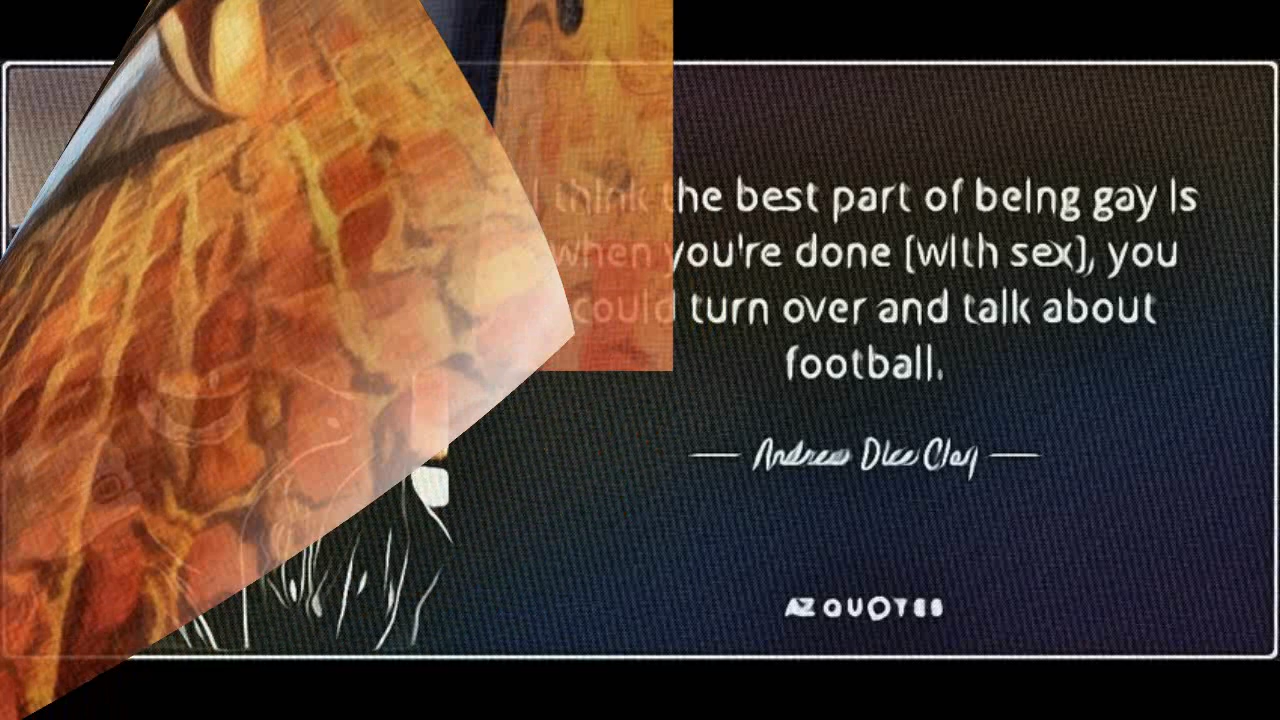 I think the best part of being gay is
when you're done [with sex], you
could turn over and talk about
football.
Andrew Dice Clay
AZ QUOTES